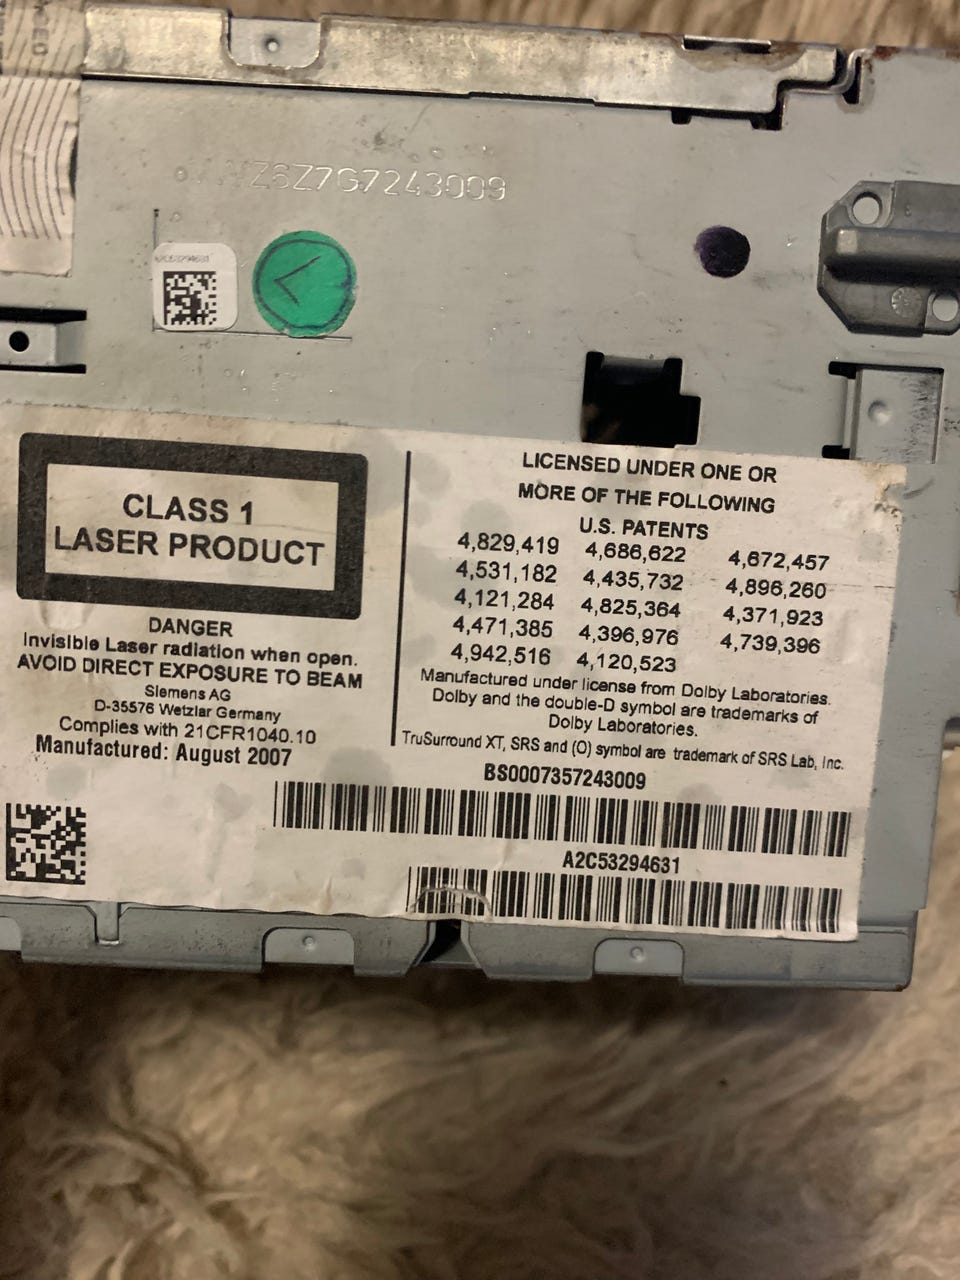 Z6Z7G7243009
A2C53294631
CLASS 1
LASER PRODUCT
DANGER
Invisible Laser radiation when open.
AVOID DIRECT EXPOSURE TO BEAM
Siemens AG
D-35576 Wetzlar Germany
Complies with 21CFR1040.10
Manufactured: August 2007
LICENSED UNDER ONE OR
MORE OF THE FOLLOWING
U.S. PATENTS
4,829,419 4,686,622 4,672,457
4,531,182 4,435,732 4,896,260
4,121,284 4,825,364 4,371,923
4,471,385 4,396,976 4,739,396
4,942,516 4,120,523
Manufactured under license from Dolby Laboratories.
Dolby and the double-D symbol are trademarks of
Dolby Laboratories.
TruSurround XT, SRS and (O) symbol are trademark of SRS Lab, Inc.
BS0007357243009
A2C53294631